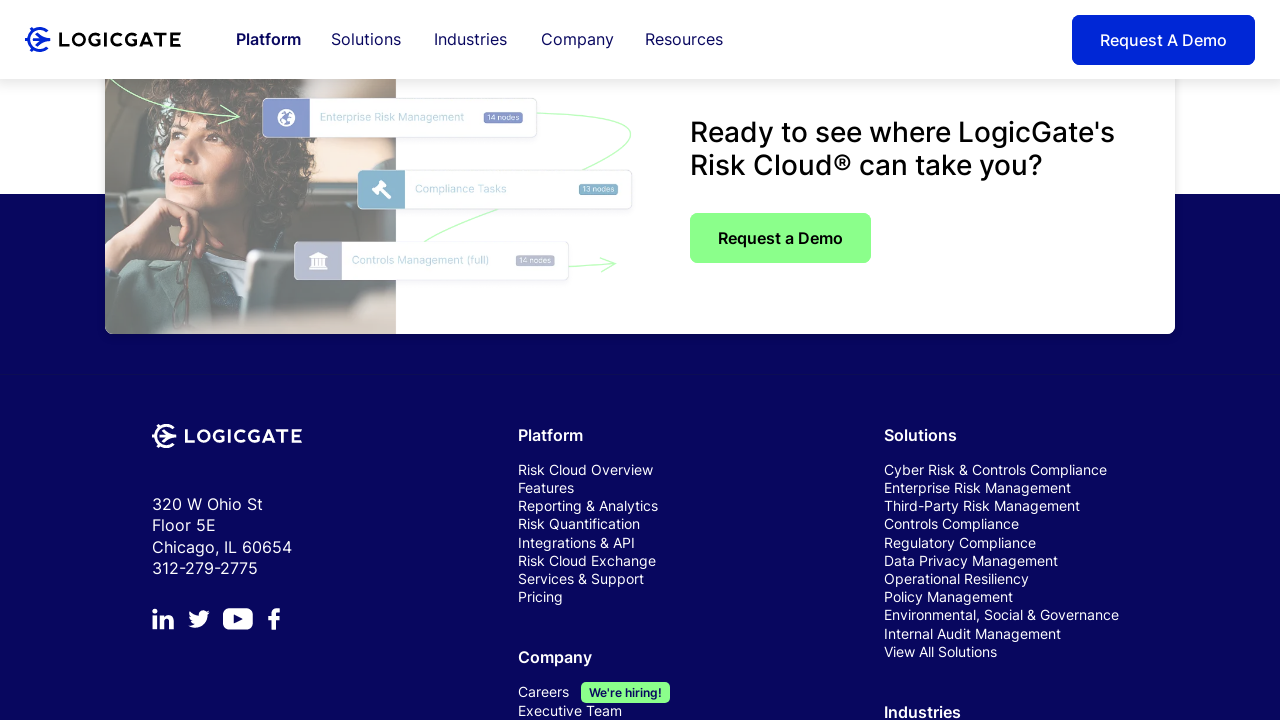 LOGICGATE
Platform
Solutions
Industries
Company
Resources
Request A Demo
Enterprise Risk Management
14 nodes
Compliance Tasks
13 nodes
Controls Management (full)
14 nodes
Ready to see where LogicGate's
Risk Cloud® can take you?
Request a Demo
LOGICGATE
320 W Ohio St
Floor 5E
Chicago, IL 60654
312-279-2775
Platform
Risk Cloud Overview
Features
Reporting & Analytics
Risk Quantification
Integrations & API
Risk Cloud Exchange
Services & Support
Pricing
Company
Careers We're hiring!
Executive Team
Solutions
Cyber Risk & Controls Compliance
Enterprise Risk Management
Third-Party Risk Management
Controls Compliance
Regulatory Compliance
Data Privacy Management
Operational Resiliency
Policy Management
Environmental, Social & Governance
Internal Audit Management
View All Solutions
Industries